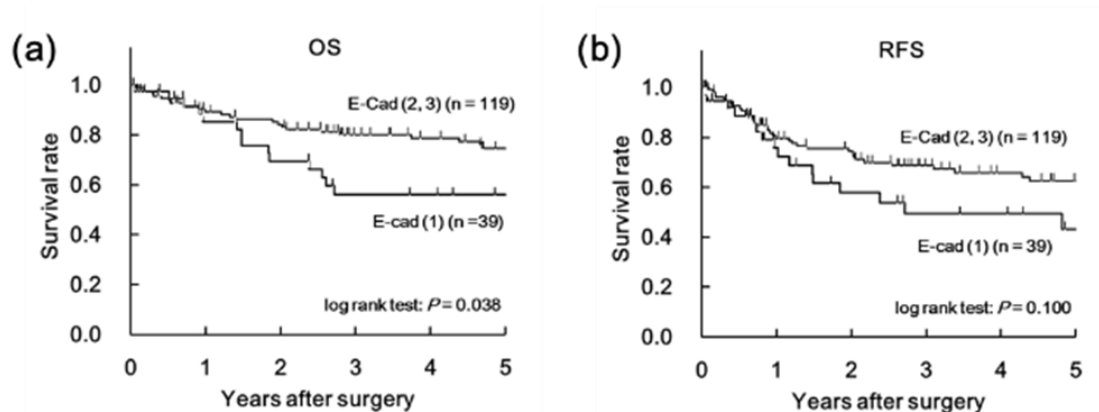 (a)
OS
Survival rate
1.0
0.8
0.6
0.4
0.2
0.0
E-Cad (2, 3) (n = 119)
E-cad (1) (n =39)
log rank test: P = 0.038
0 1 2 3 4 5
Years after surgery
(b)
RFS
Survival rate
1.0
0.8
0.6
0.4
0.2
0.0
E-Cad (2, 3) (n = 119)
E-cad (1) (n = 39)
log rank test: P = 0.100
0 1 2 3 4 5
Years after surgery